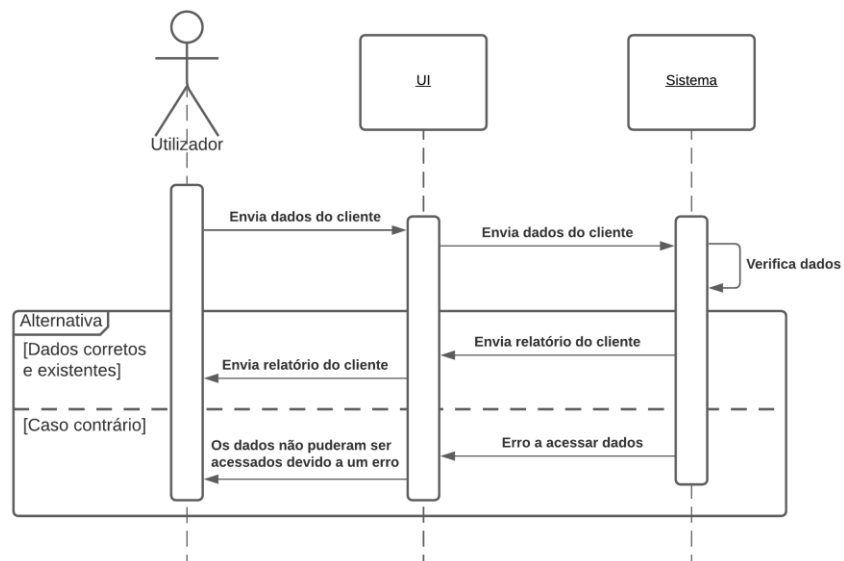 UI
Sistema
Utilizador
Envia dados do cliente
Envia dados do cliente
Verifica dados
Alternativa
[Dados corretos
e existentes]
Envia relatório do cliente
Envia relatório do cliente
[Caso contrário]
Os dados não puderam ser
acessados devido a um erro
Erro a acessar dados